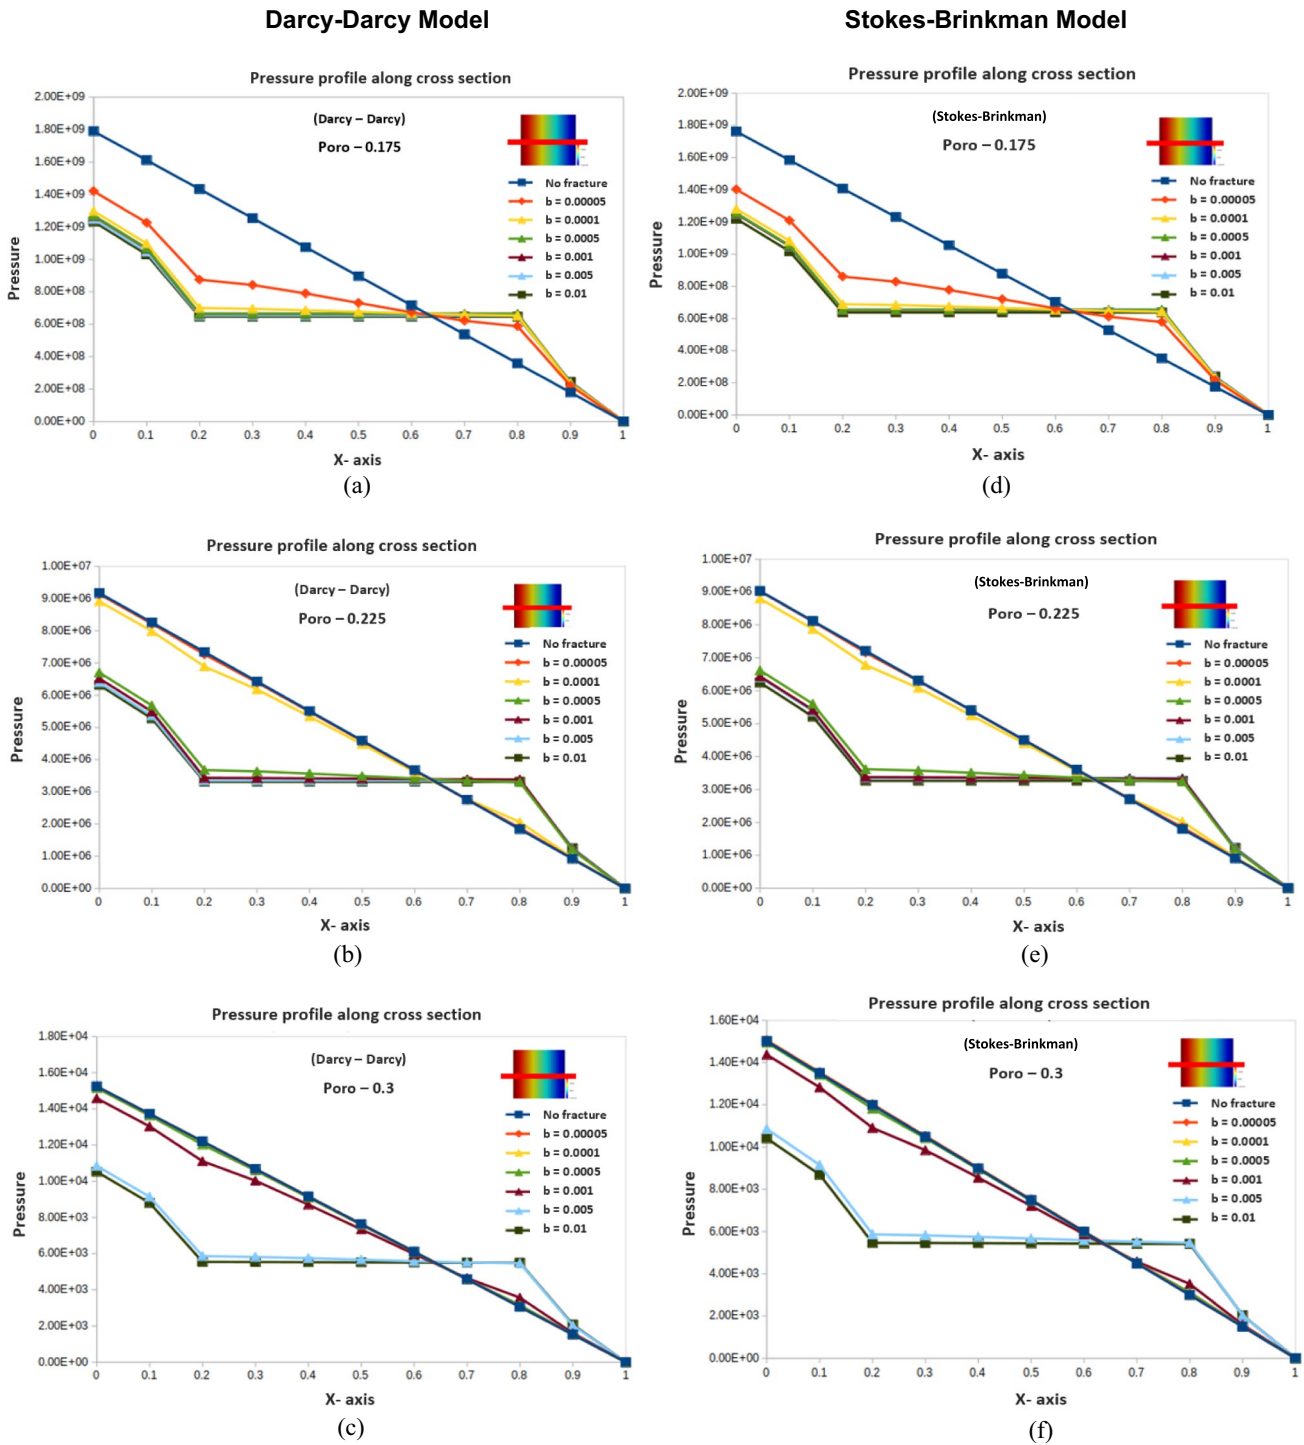 Darcy-Darcy Model
Stokes-Brinkman Model
Pressure profile along cross section
(Darcy – Darcy)
Poro – 0.175
2.00E+09
1.80E+09
1.60E+09
1.40E+09
1.20E+09
1.00E+09
8.00E+08
6.00E+08
4.00E+08
2.00E+08
0.00E+00
Pressure
No fracture
b = 0.00005
b = 0.0001
b = 0.0005
b = 0.001
b = 0.005
b = 0.01
0 0.1 0.2 0.3 0.4 0.5 0.6 0.7 0.8 0.9 1
X- axis
(a)
Pressure profile along cross section
(Stokes-Brinkman)
Poro – 0.175
2.00E+09
1.80E+09
1.60E+09
1.40E+09
1.20E+09
1.00E+09
8.00E+08
6.00E+08
4.00E+08
2.00E+08
0.00E+00
Pressure
No fracture
b = 0.00005
b = 0.0001
b = 0.0005
b = 0.001
b = 0.005
b = 0.01
0 0.1 0.2 0.3 0.4 0.5 0.6 0.7 0.8 0.9 1
X- axis
(d)
Pressure profile along cross section
(Darcy – Darcy)
Poro – 0.225
1.00E+07
9.00E+06
8.00E+06
7.00E+06
6.00E+06
5.00E+06
4.00E+06
3.00E+06
2.00E+06
1.00E+06
0.00E+00
Pressure
No fracture
b = 0.00005
b = 0.0001
b = 0.0005
b = 0.001
b = 0.005
b = 0.01
0 0.1 0.2 0.3 0.4 0.5 0.6 0.7 0.8 0.9 1
X- axis
(b)
Pressure profile along cross section
(Stokes-Brinkman)
Poro – 0.225
1.00E+07
9.00E+06
8.00E+06
7.00E+06
6.00E+06
5.00E+06
4.00E+06
3.00E+06
2.00E+06
1.00E+06
0.00E+00
Pressure
No fracture
b = 0.00005
b = 0.0001
b = 0.0005
b = 0.001
b = 0.005
b = 0.01
0 0.1 0.2 0.3 0.4 0.5 0.6 0.7 0.8 0.9 1
X- axis
(e)
Pressure profile along cross section
(Darcy – Darcy)
Poro – 0.3
1.80E+04
1.60E+04
1.40E+04
1.20E+04
1.00E+04
8.00E+03
6.00E+03
4.00E+03
2.00E+03
0.00E+00
Pressure
No fracture
b = 0.00005
b = 0.0001
b = 0.0005
b = 0.001
b = 0.005
b = 0.01
0 0.1 0.2 0.3 0.4 0.5 0.6 0.7 0.8 0.9 1
X- axis
(c)
Pressure profile along cross section
(Stokes-Brinkman)
Poro – 0.3
1.60E+04
1.40E+04
1.20E+04
1.00E+04
8.00E+03
6.00E+03
4.00E+03
2.00E+03
0.00E+00
Pressure
No fracture
b = 0.00005
b = 0.0001
b = 0.0005
b = 0.001
b = 0.005
b = 0.01
0 0.1 0.2 0.3 0.4 0.5 0.6 0.7 0.8 0.9 1
X- axis
(f)